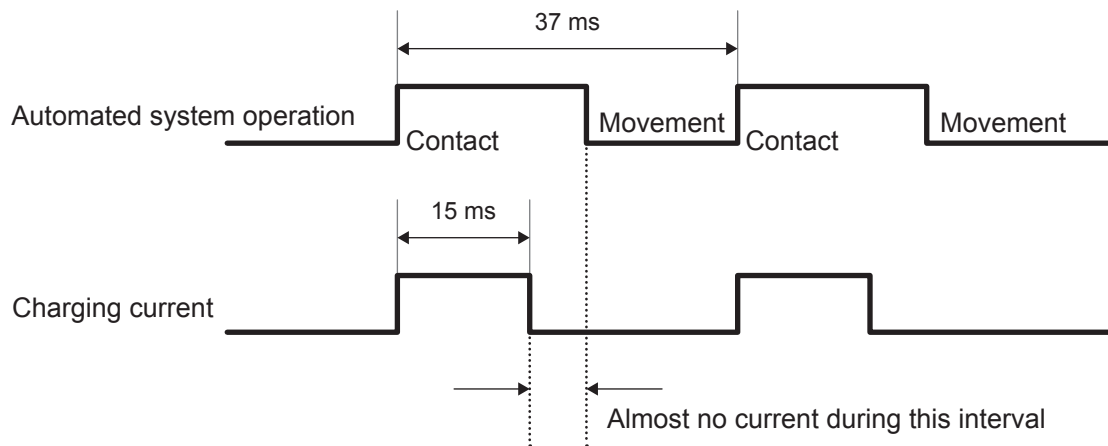 37 ms
Automated system operation
Contact
Movement
Contact
Movement
15 ms
Charging current
Almost no current during this interval